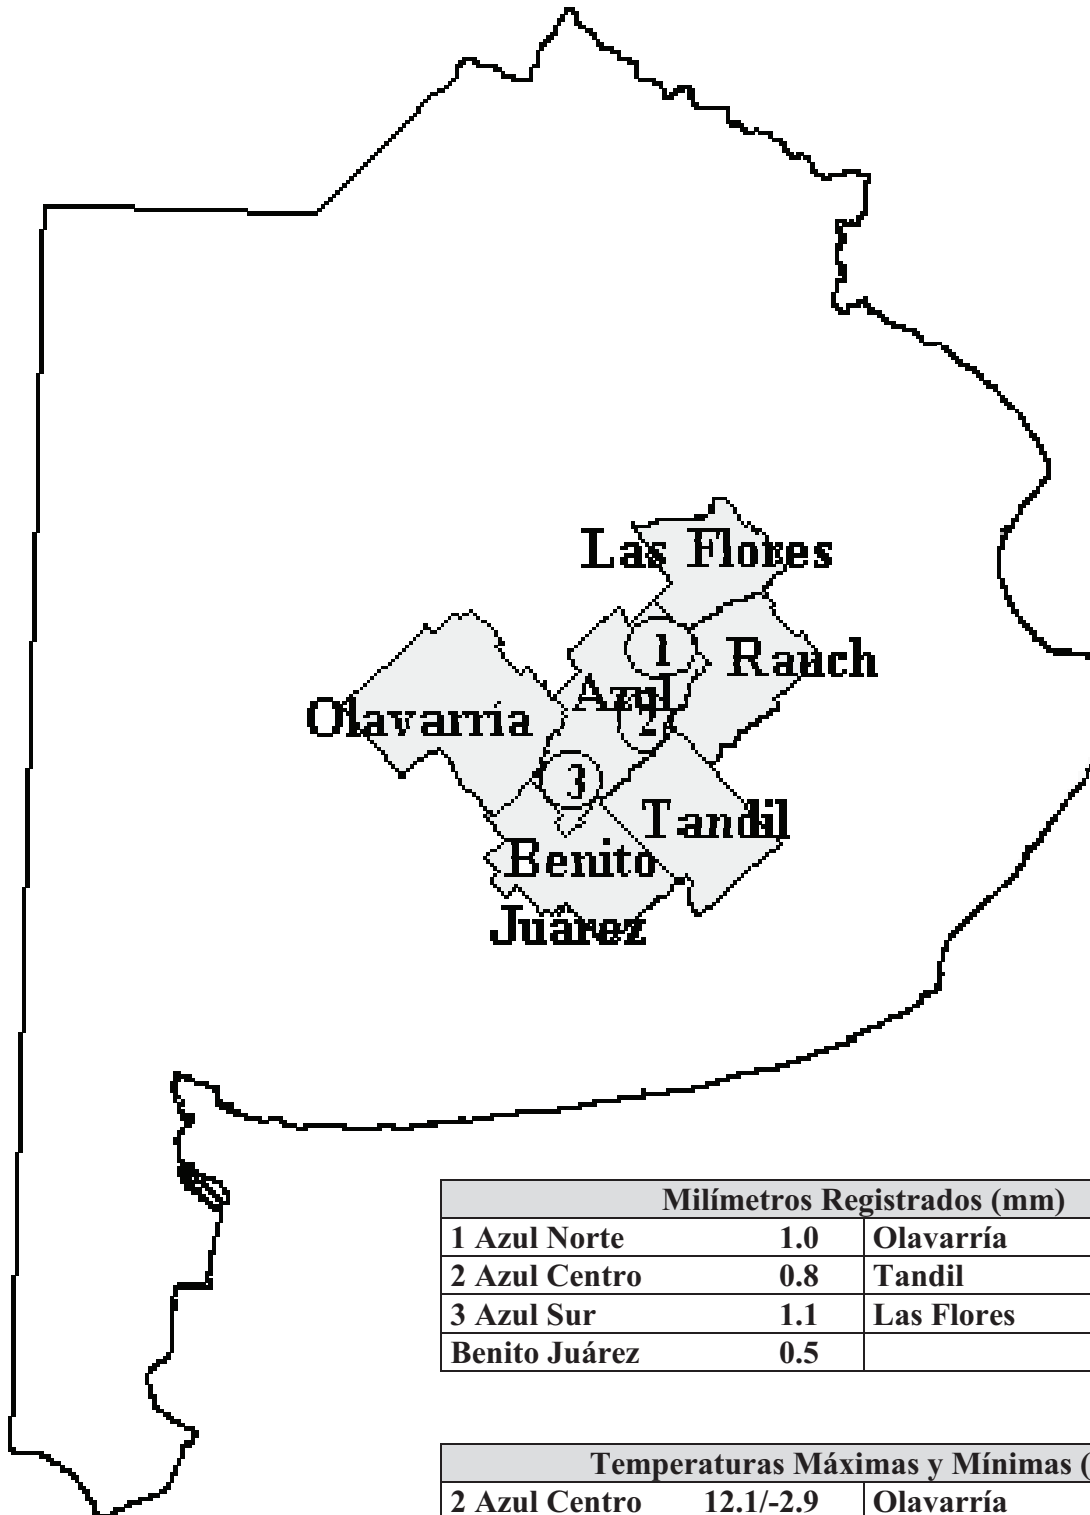 Las Flores
1
Rauch
Azul
Olavarría
2
3
Tandil
Benito
Juárez
Milímetros Registrados (mm)
1 Azul Norte 1.0 Olavarría
2 Azul Centro 0.8 Tandil
3 Azul Sur 1.1 Las Flores
Benito Juárez 0.5
Temperaturas Máximas y Mínimas (
2 Azul Centro 12.1/-2.9 Olavarría